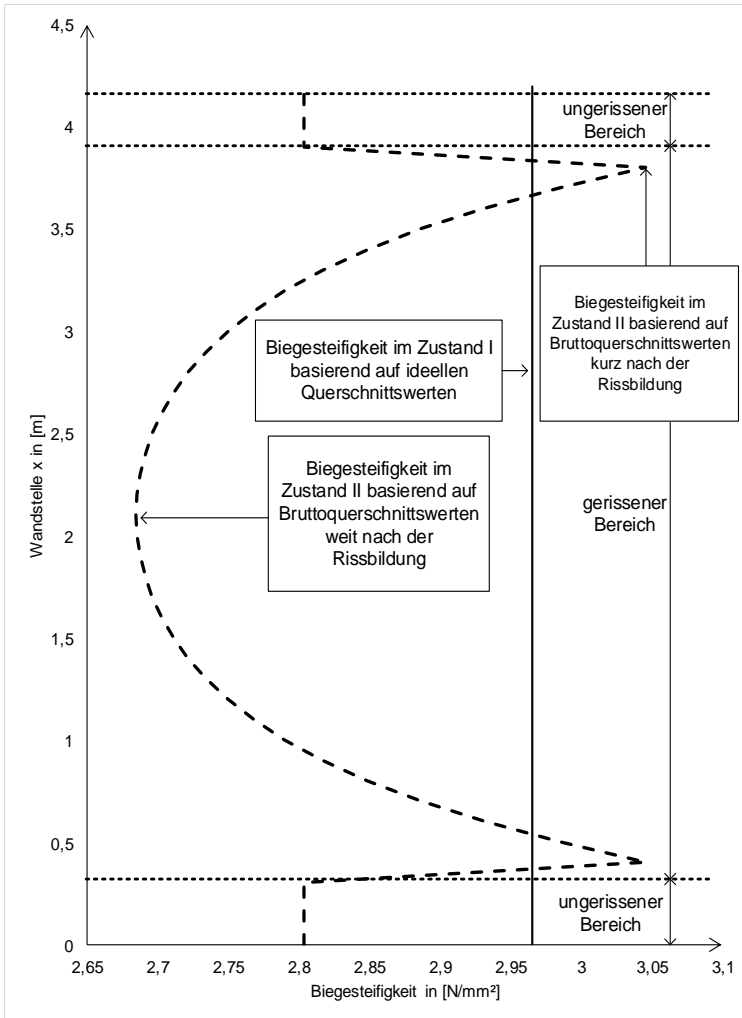 4,5
ungerissener
Bereich
4
3,5
Biegesteifigkeit im
Zustand II basierend auf
Bruttoquerschnittswerten
kurz nach der
Rissbildung
3
Biegesteifigkeit im Zustand I
basierend auf ideellen
Querschnittswerten
2,5
Biegesteifigkeit im
Zustand II basierend auf
Bruttoquerschnittswerten
weit nach der
Rissbildung
gerissener
Bereich
Wandstelle x in [m]
2
1,5
1
0,5
ungerissener
Bereich
0
2,65 2,7 2,75 2,8 2,85 2,9 2,95 3 3,05 3,1
Biegesteifigkeit in [N/mm²]